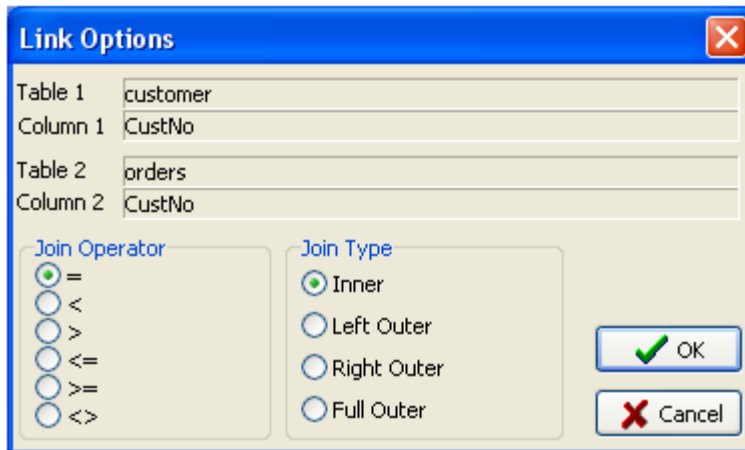 Link Options
Table 1 customer
Column 1 CustNo
Table 2 orders
Column 2 CustNo
Join Operator
=
<
>
<=
>=
<>
Join Type
Inner
Left Outer
Right Outer
Full Outer
OK
Cancel